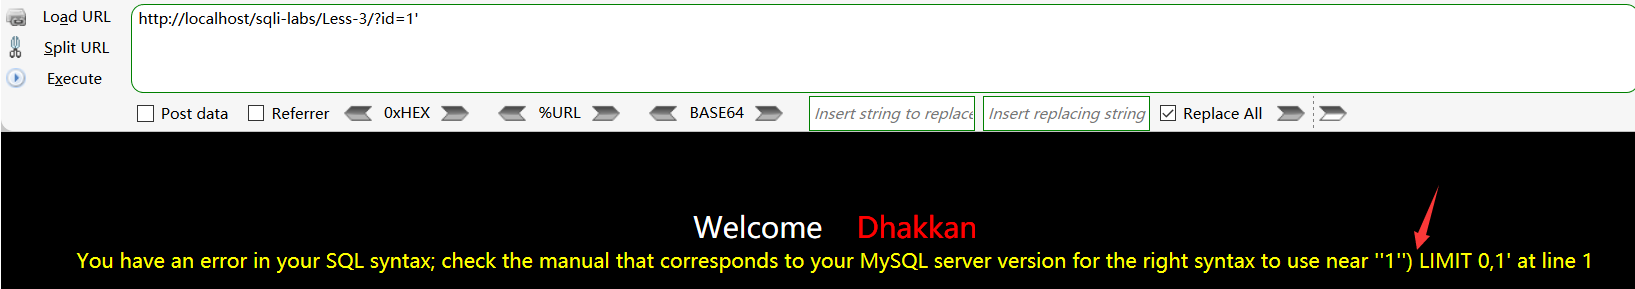 Load URL
http://localhost/sqli-labs/Less-3/?id=1'
Split URL
Execute
Post data Referrer 0xHEX %URL BASE64 Insert string to replace Insert replacing string Replace All
Welcome Dhakkan
You have an error in your SQL syntax; check the manual that corresponds to your MySQL server version for the right syntax to use near ''1'') LIMIT 0,1' at line 1